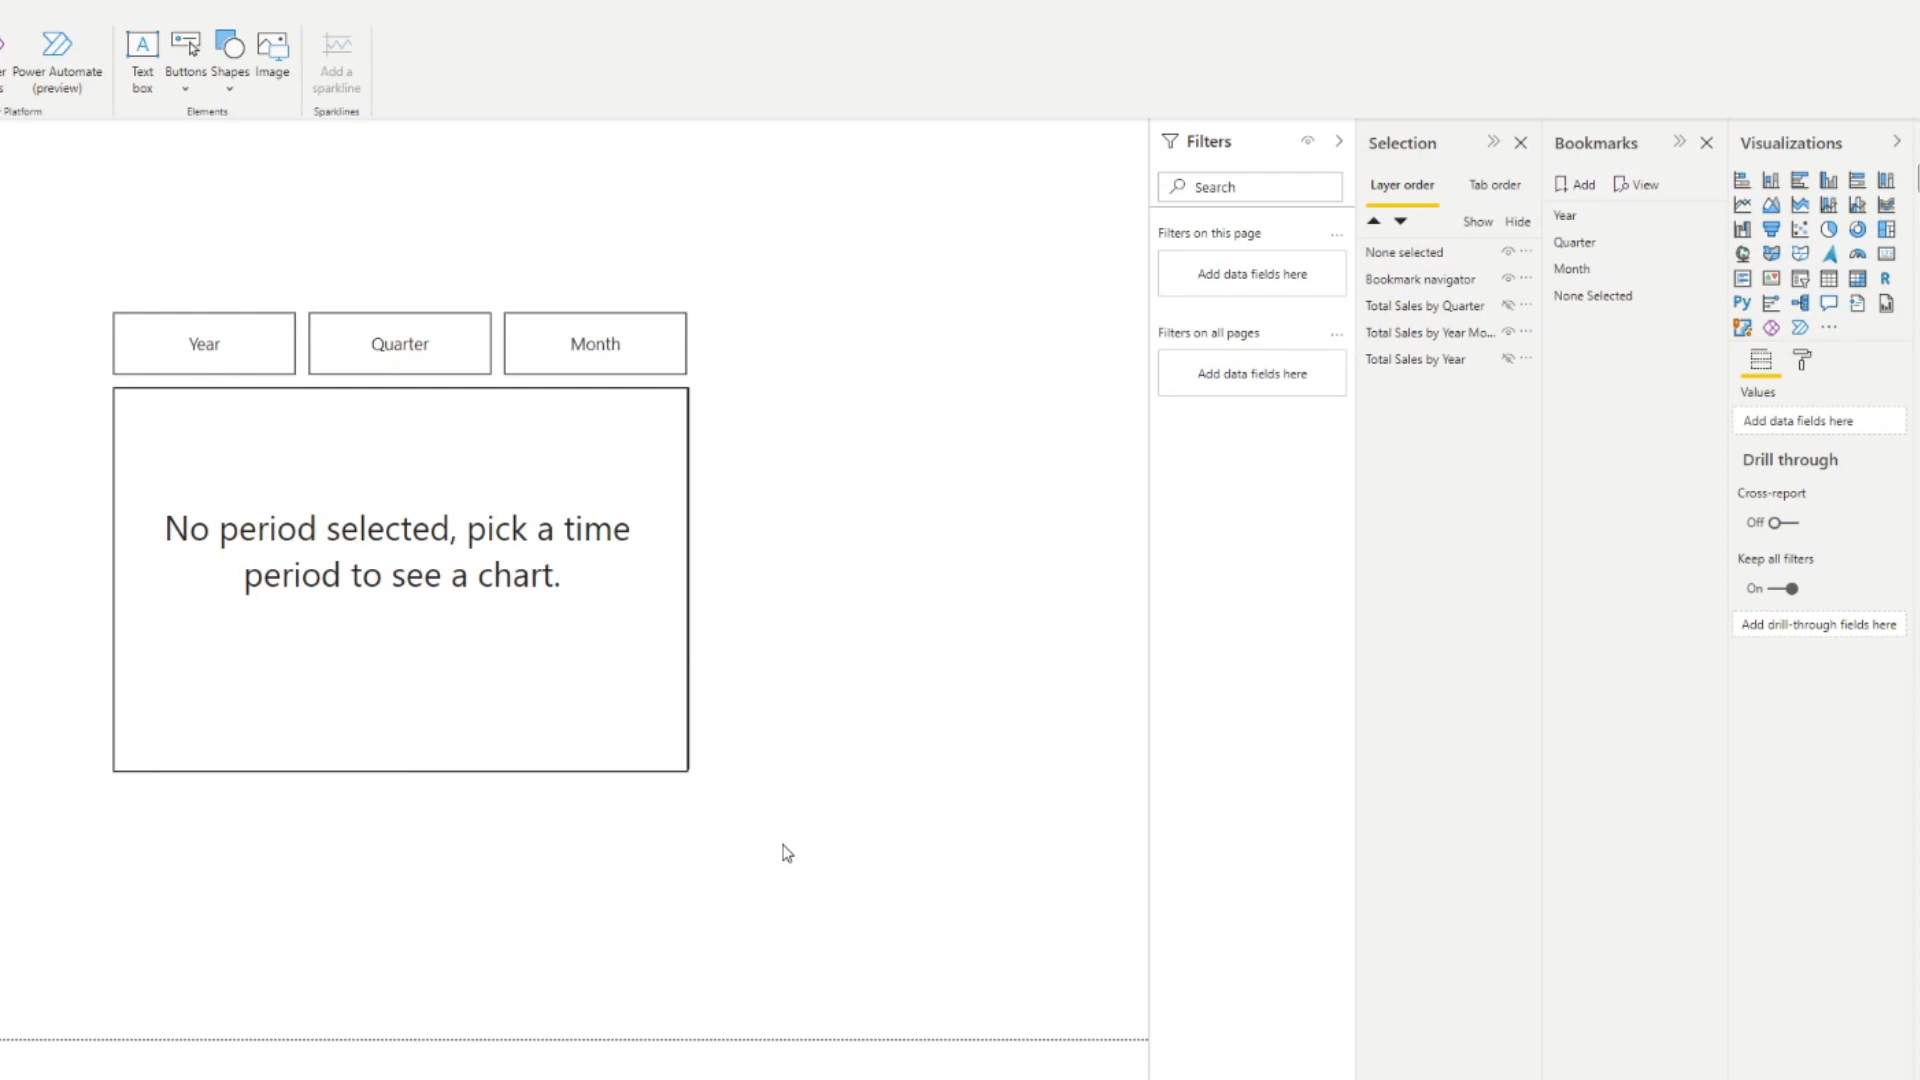 Power Automate
(preview)
Platform
Text
box
Buttons
Shapes
Image
Elements
Add a
sparkline
Sparklines
Year
Quarter
Month
No period selected, pick a time
period to see a chart.
Filters
Search
Filters on this page
...
Add data fields here
Filters on all pages
...
Add data fields here
Selection
Layer order
Tab order
Show
Hide
None selected
...
Bookmark navigator
...
Total Sales by Quarter
...
Total Sales by Year Mo...
...
Total Sales by Year
...
Bookmarks
Add
View
Year
Quarter
Month
None Selected
Visualizations
R
Py
...
Values
Add data fields here
Drill through
Cross-report
Off
Keep all filters
On
Add drill-through fields here